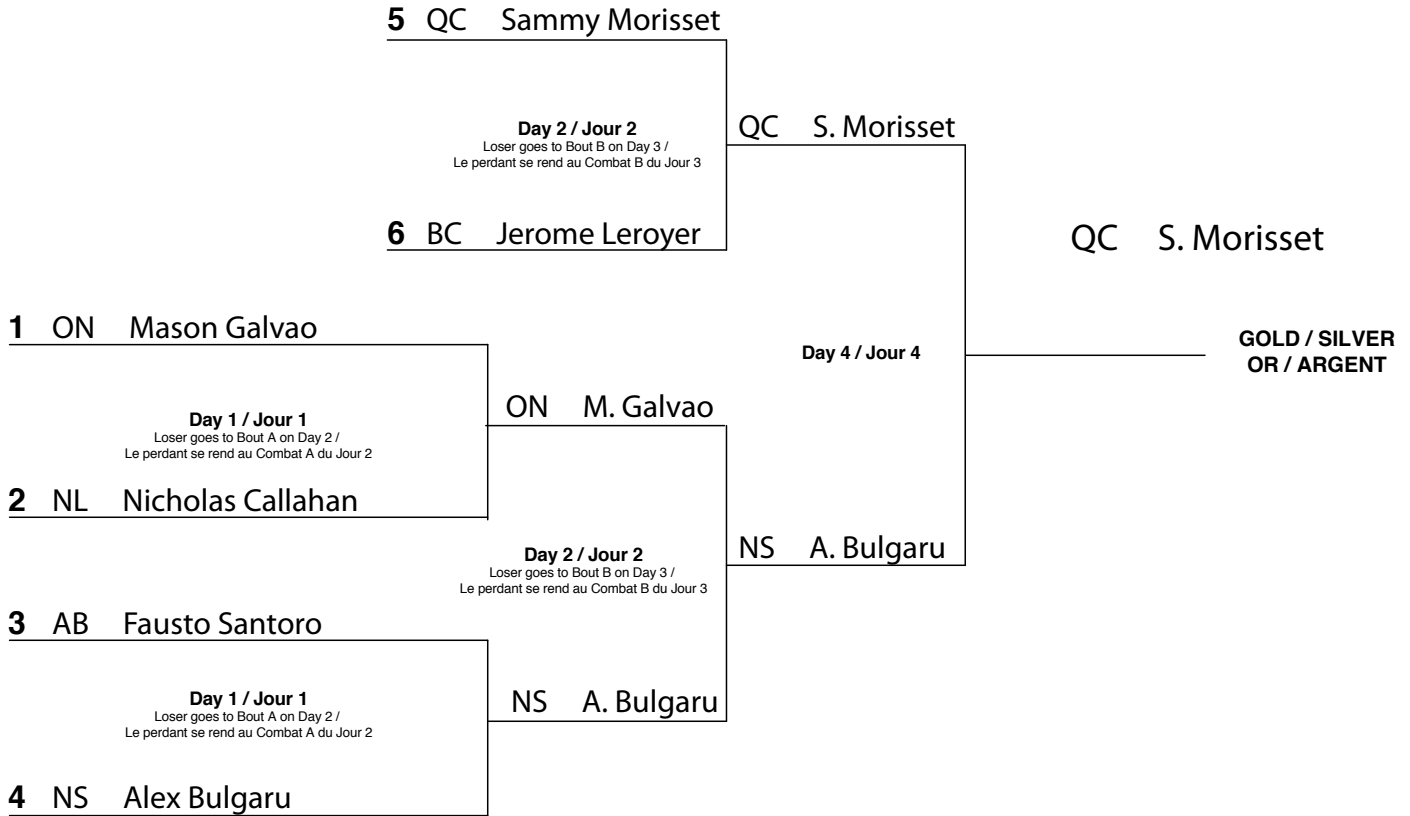 5 QC Sammy Morisset
Day 2 / Jour 2
Loser goes to Bout B on Day 3 /
Le perdant se rend au Combat B du Jour 3
QC S. Morisset
6 BC Jerome Leroyer
QC S. Morisset
1 ON Mason Galvao
Day 4 / Jour 4
GOLD / SILVER
OR / ARGENT
ON M. Galvao
Day 1 / Jour 1
Loser goes to Bout A on Day 2 /
Le perdant se rend au Combat A du Jour 2
2 NL Nicholas Callahan
Day 2 / Jour 2
Loser goes to Bout B on Day 3 /
Le perdant se rend au Combat B du Jour 3
NS A. Bulgaru
3 AB Fausto Santoro
Day 1 / Jour 1
Loser goes to Bout A on Day 2 /
Le perdant se rend au Combat A du Jour 2
NS A. Bulgaru
4 NS Alex Bulgaru